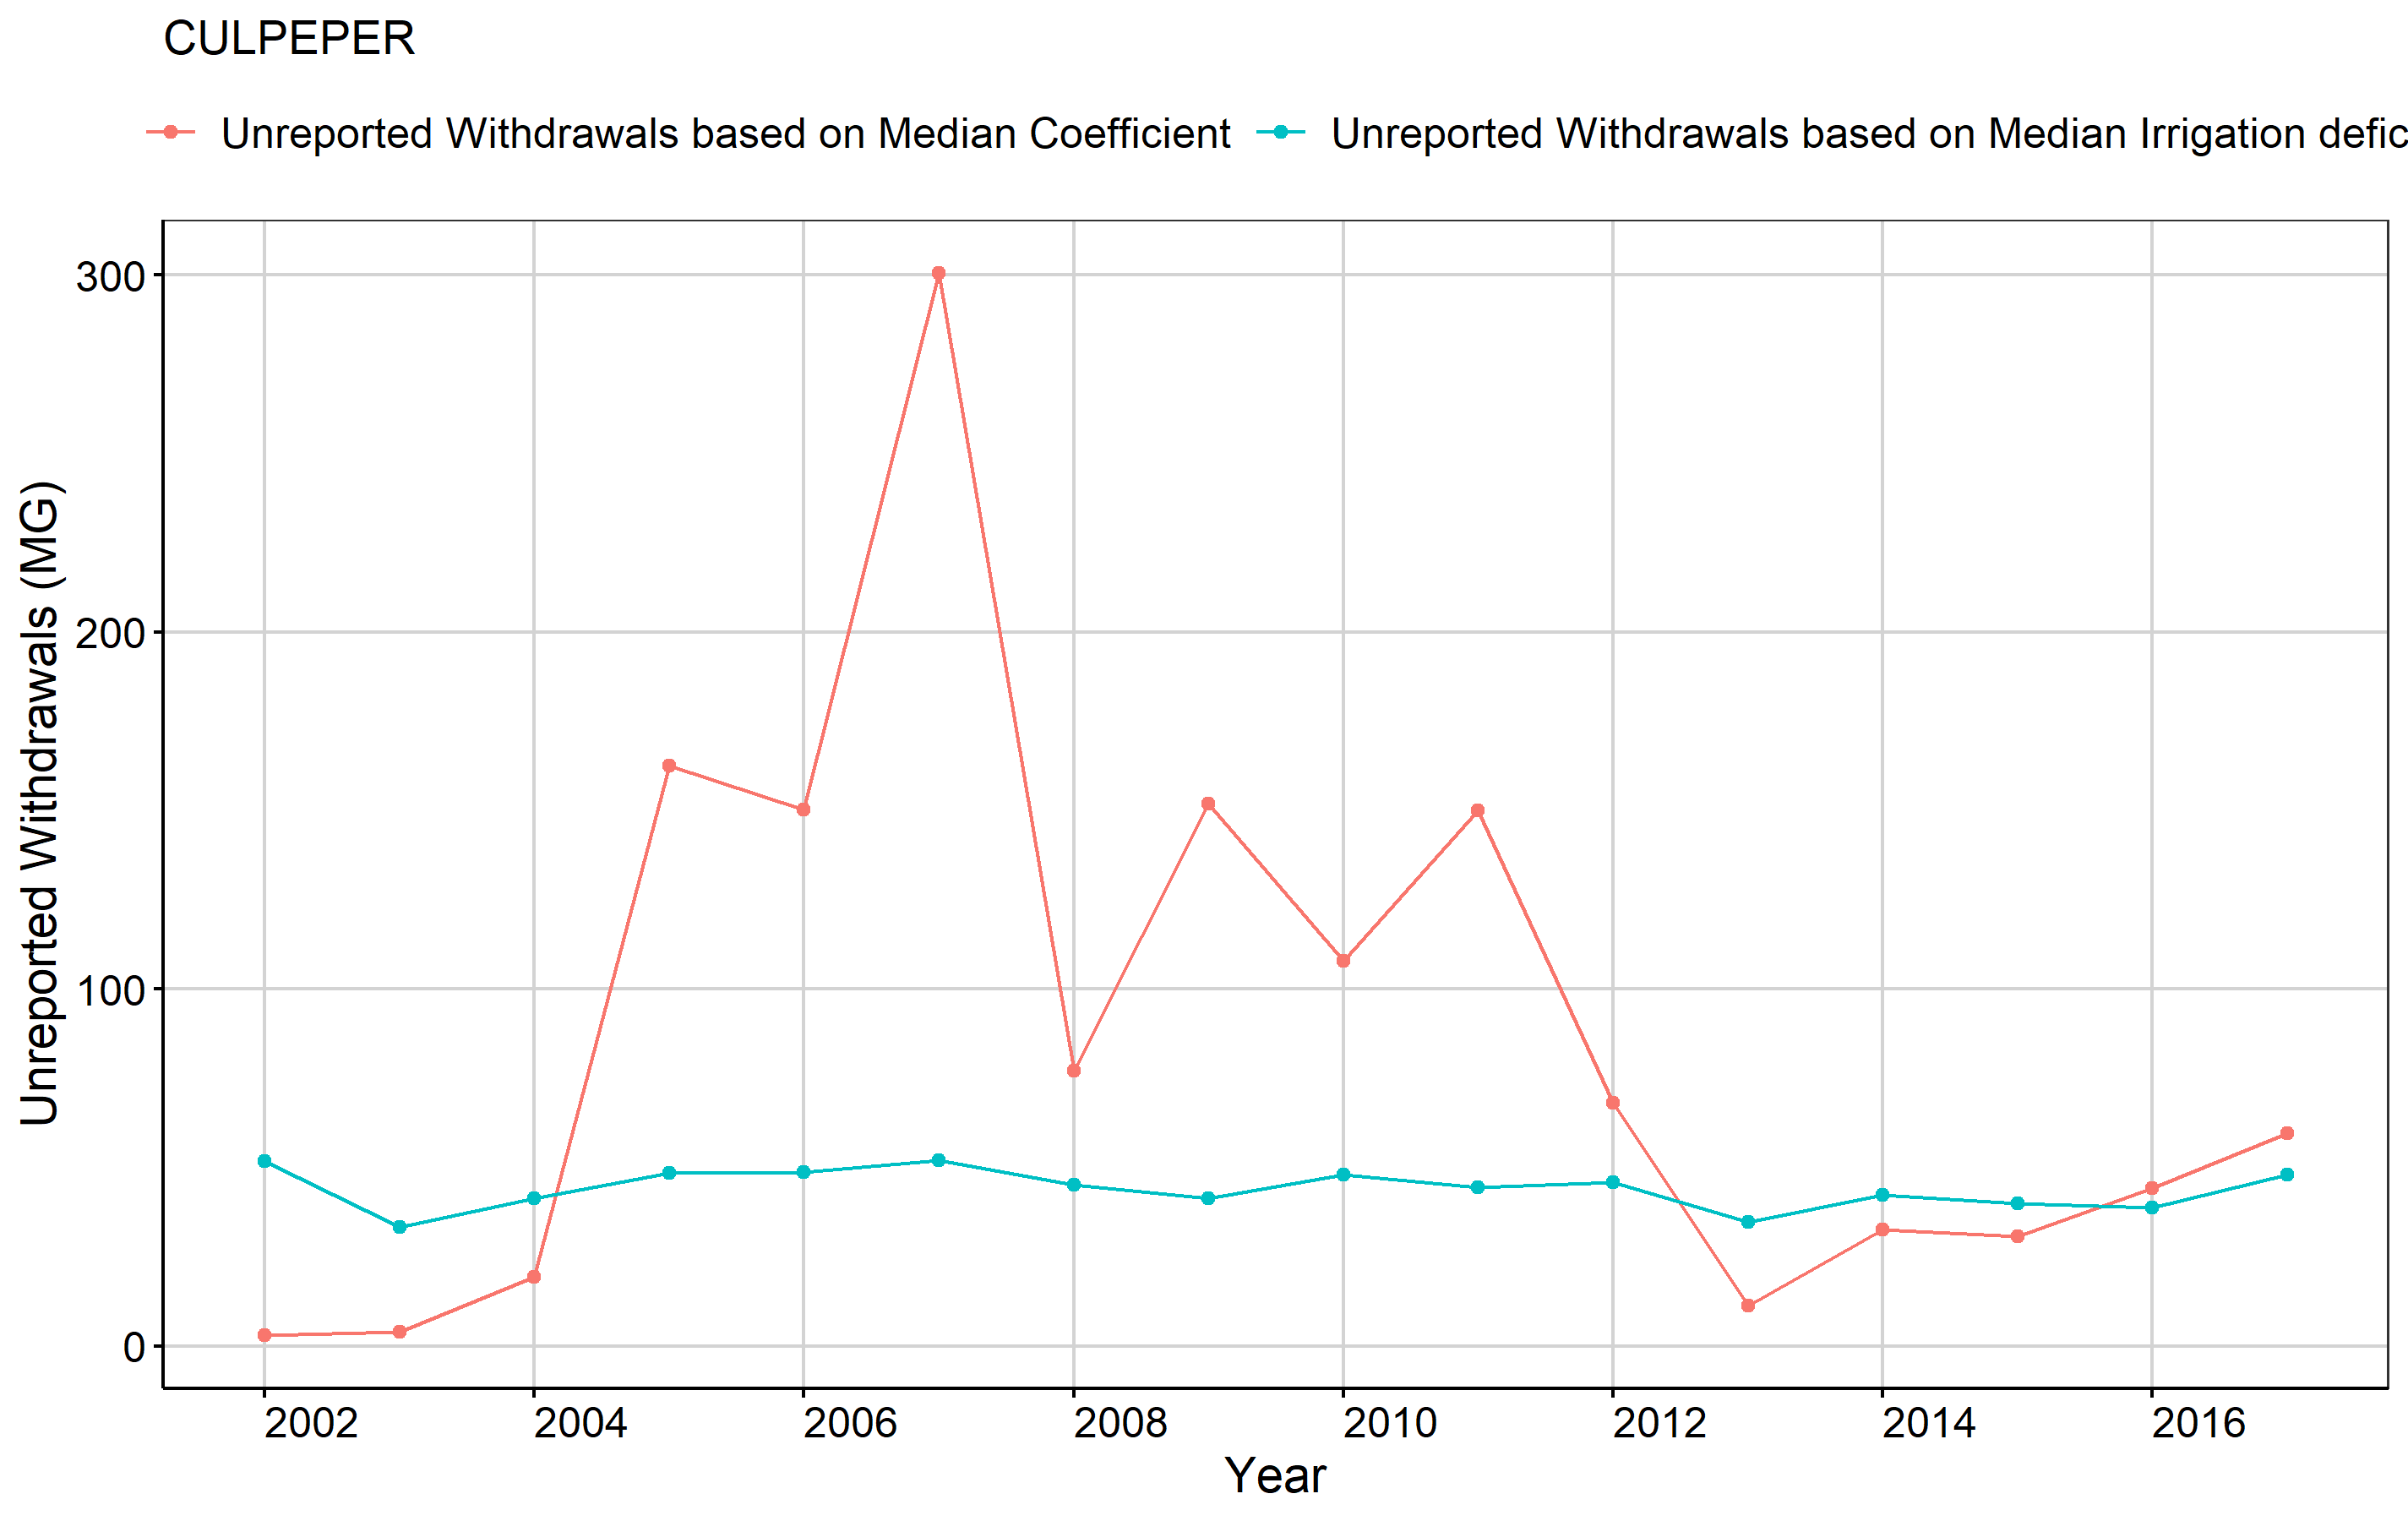 CULPEPER
Unreported Withdrawals based on Median Coefficient Unreported Withdrawals based on Median Irrigation defic
Unreported Withdrawals (MG)
300
200
100
0
2002 2004 2006 2008 2010 2012 2014 2016
Year